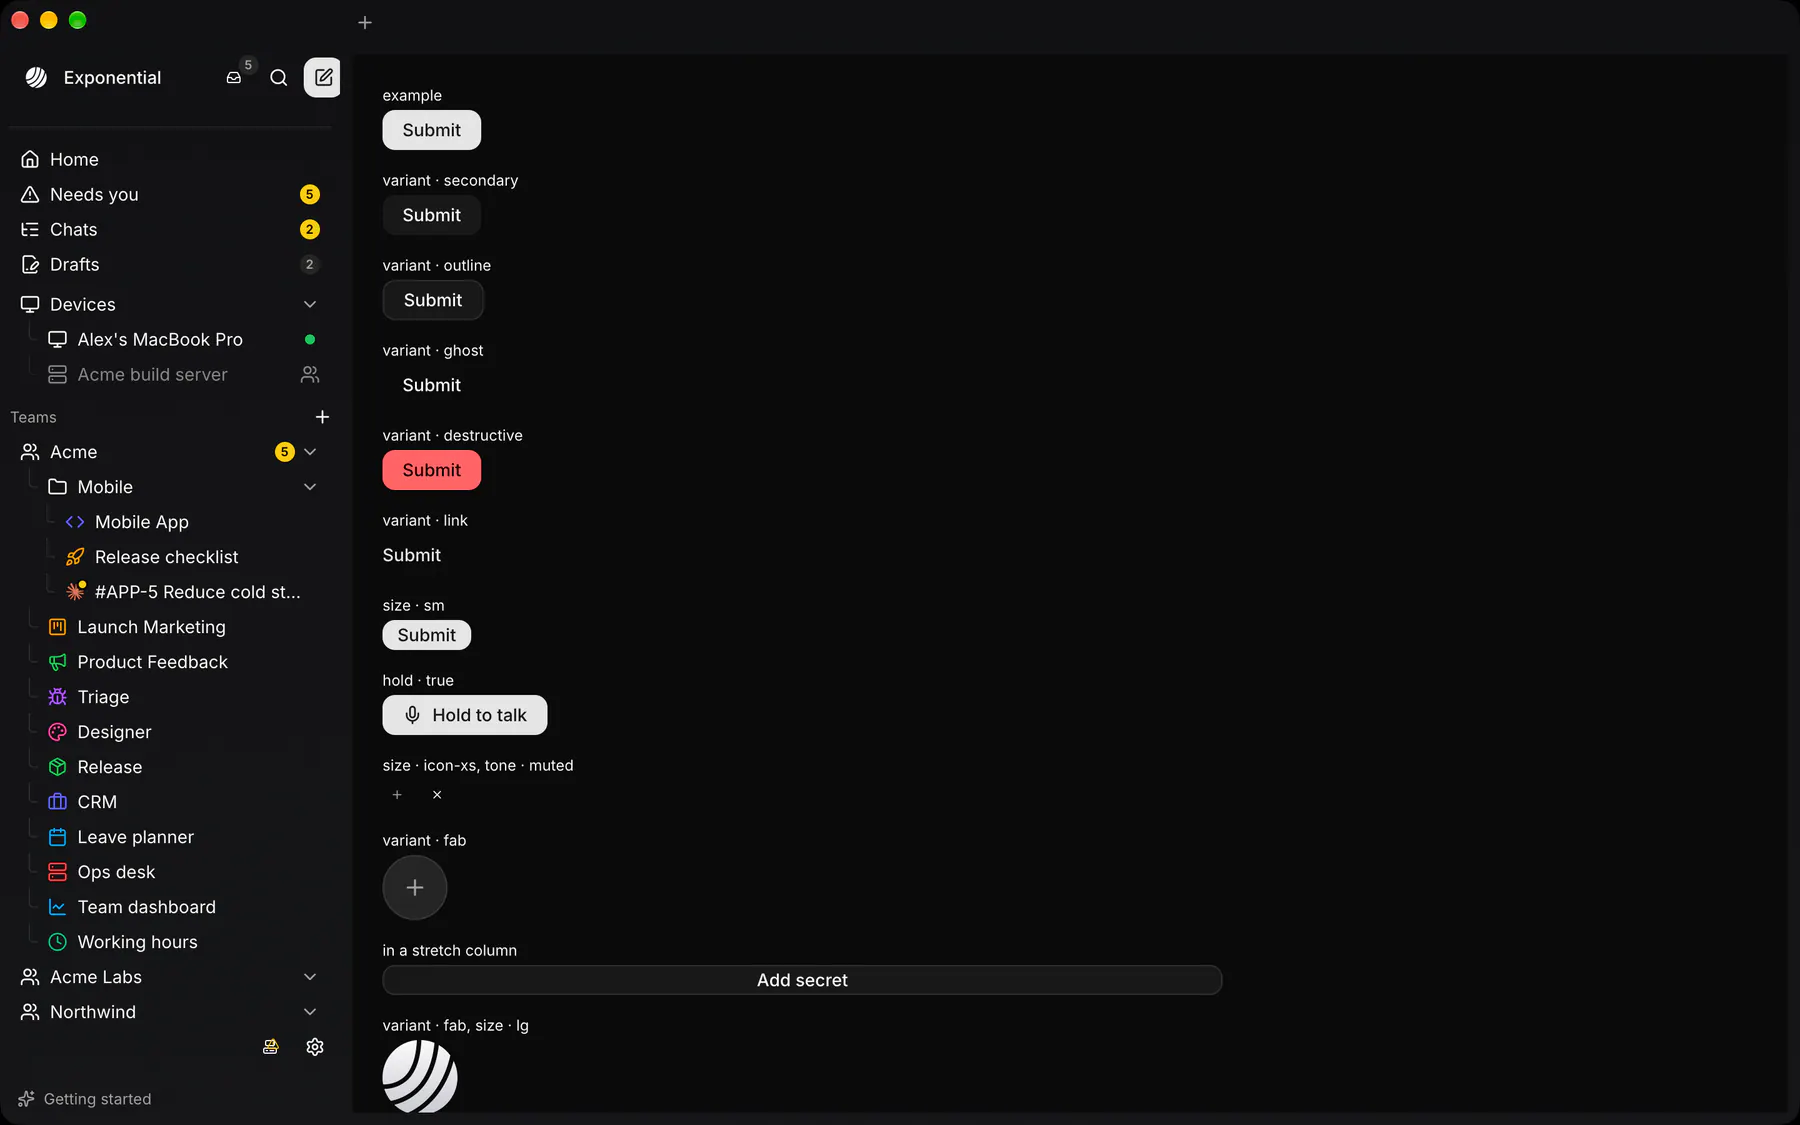 Exponential
5
Home
Needs you
5
Chats
2
Drafts
2
Devices
Alex's MacBook Pro
Acme build server
Teams
Acme
5
Mobile
Mobile App
Release checklist
#APP-5 Reduce cold st...
Launch Marketing
Product Feedback
Triage
Designer
Release
CRM
Leave planner
Ops desk
Team dashboard
Working hours
Acme Labs
Northwind
Getting started
example
Submit
variant · secondary
Submit
variant · outline
Submit
variant · ghost
Submit
variant · destructive
Submit
variant · link
Submit
size · sm
Submit
hold · true
Hold to talk
size · icon-xs, tone · muted
variant · fab
in a stretch column
Add secret
variant · fab, size · lg